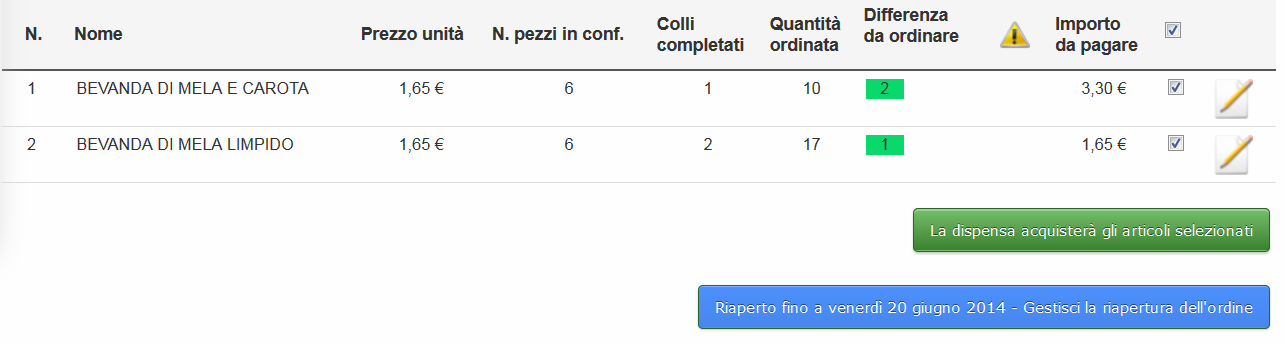 N. Nome Prezzo unità N. pezzi in conf. Colli completati Quantità ordinata Differenza da ordinare Importo da pagare
1 BEVANDA DI MELA E CAROTA 1,65 € 6 1 10 2 3,30 €
2 BEVANDA DI MELA LIMPIDO 1,65 € 6 2 17 1 1,65 €
La dispensa acquisterà gli articoli selezionati
Riaperto fino a venerdì 20 giugno 2014 - Gestisci la riapertura dell'ordine